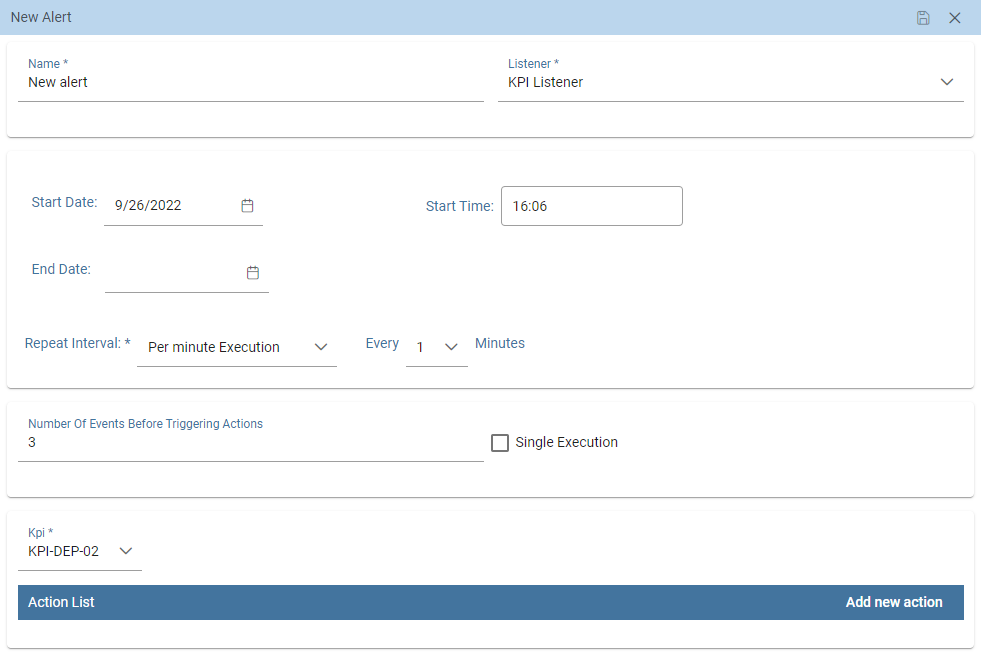 New Alert
Name *
New alert
Listener *
KPI Listener
Start Date: 9/26/2022
Start Time: 16:06
End Date:
Repeat Interval: * Per minute Execution Every 1 Minutes
Number Of Events Before Triggering Actions
3
Single Execution
Kpi *
KPI-DEP-02
Action List Add new action